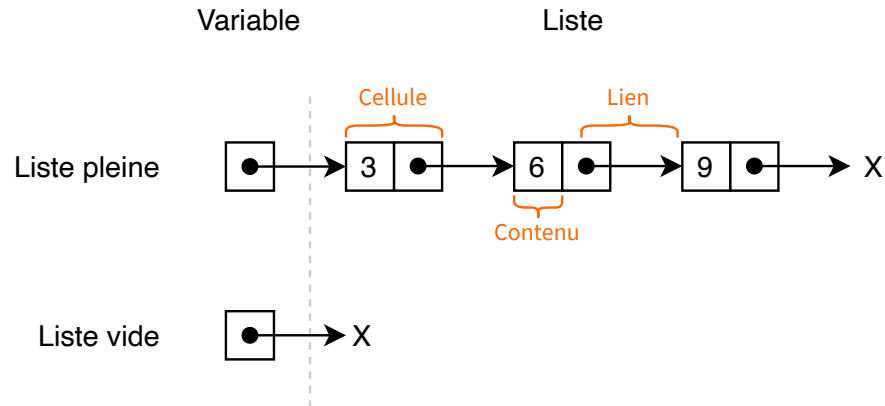 Variable Liste
Cellule Lien
Liste pleine 3 6 9 X
Contenu
Liste vide X